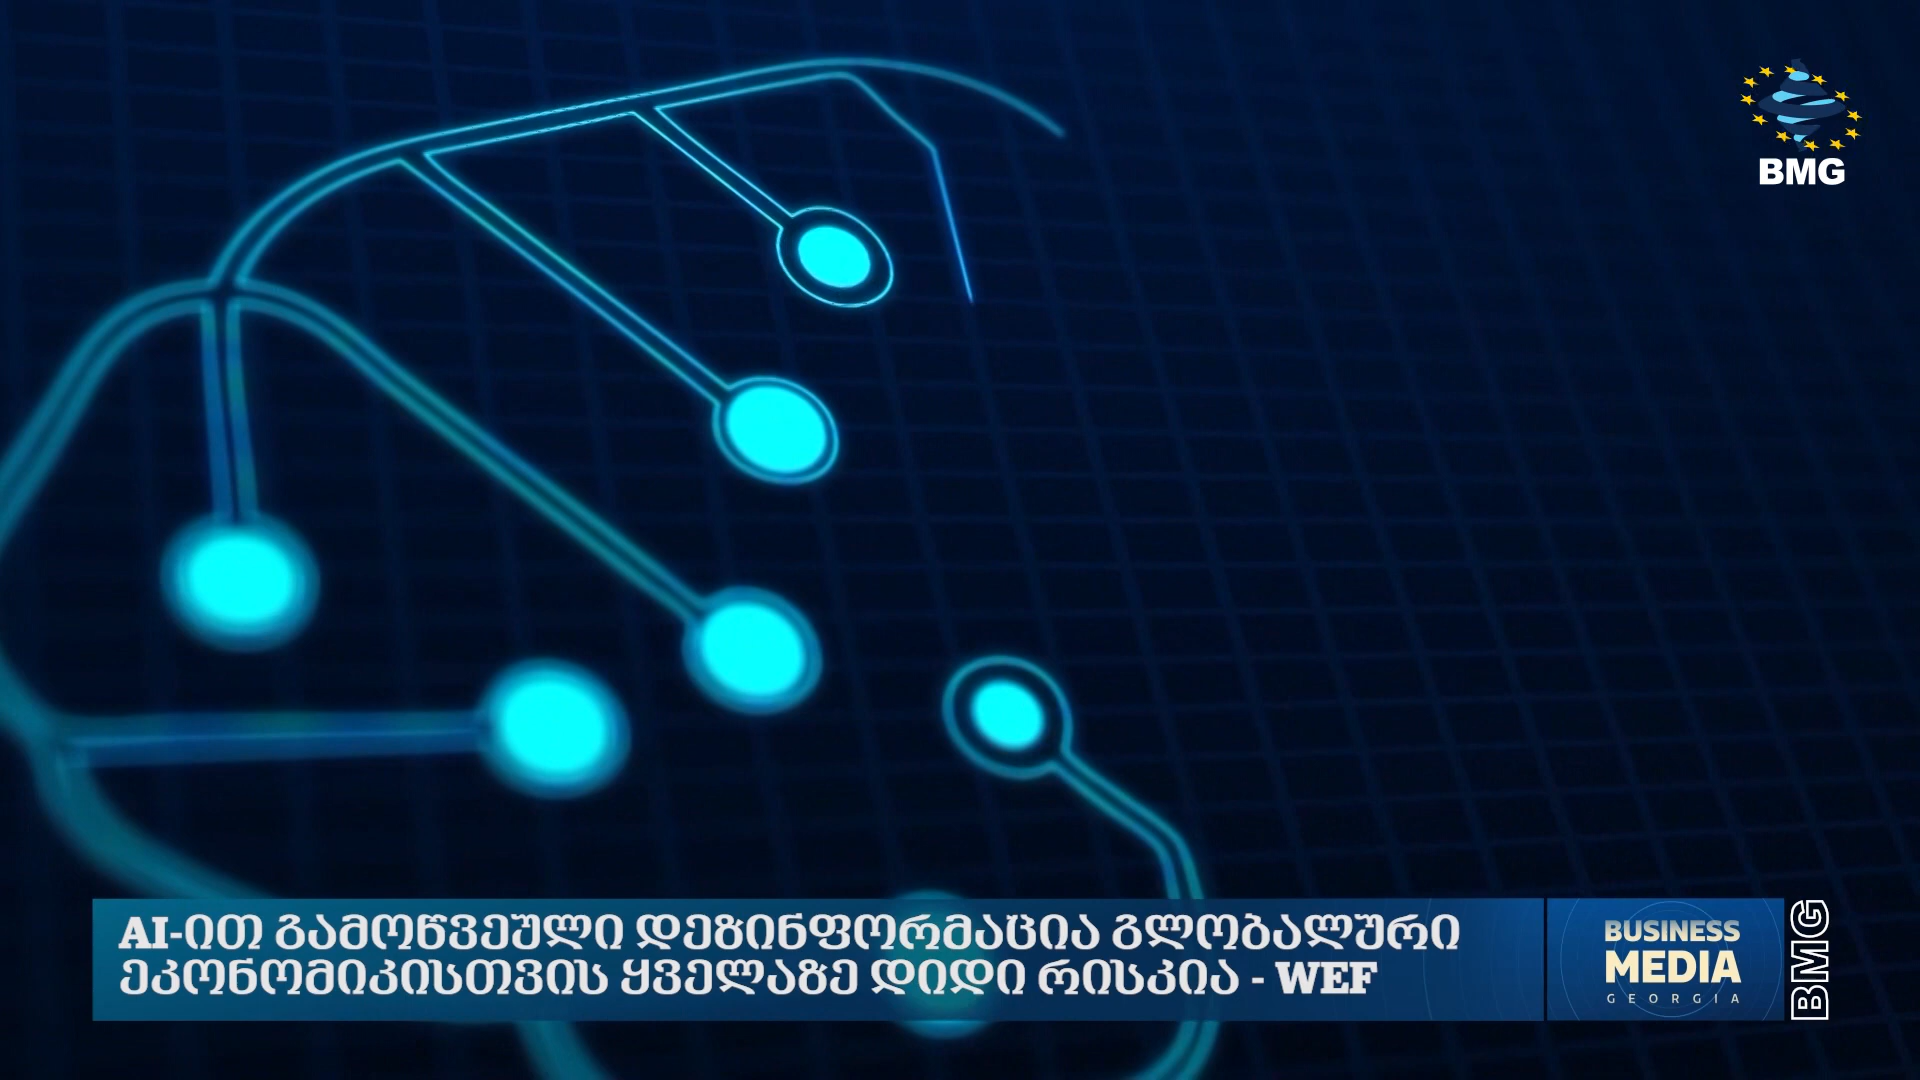 BMG
AI-ᲘᲗ ᲒᲐᲛᲝᲬᲕᲔᲣᲚᲘ ᲓᲔᲖᲘᲜᲤᲝᲠᲛᲐᲪᲘᲐ ᲒᲚᲝᲑᲐᲚᲣᲠᲘ
ᲔᲙᲝᲜᲝᲛᲘᲙᲘᲡᲗᲕᲘᲡ ᲧᲕᲔᲚᲐᲖᲔ ᲓᲘᲓᲘ ᲠᲘᲡᲙᲘᲐ - WEF
BUSINESS
MEDIA
GEORGIA
BMG